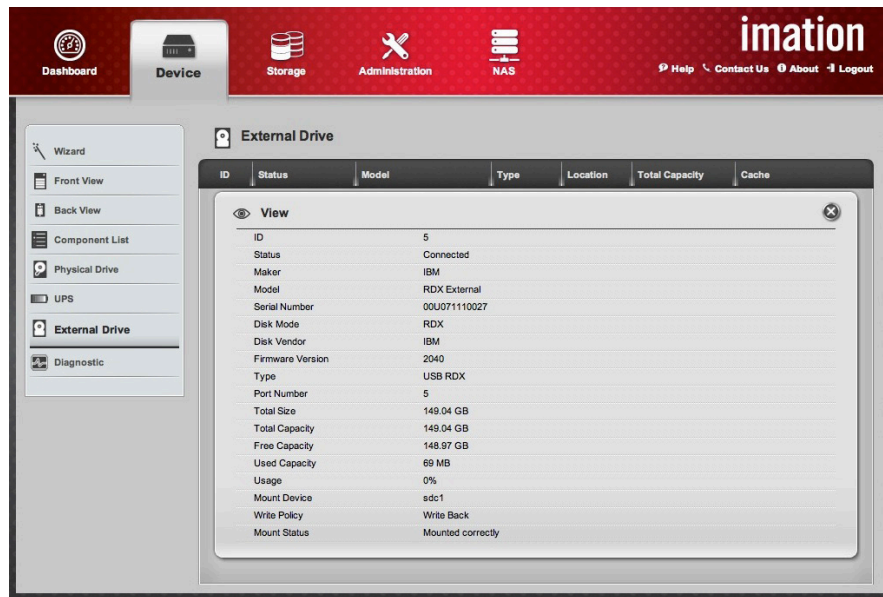 imation
Dashboard
Device
Storage
Administration
NAS
Help Contact Us About Logout
Wizard
Front View
Back View
Component List
Physical Drive
UPS
External Drive
Diagnostic
External Drive
ID Status Model Type Location Total Capacity Cache
View
ID 5
Status Connected
Maker IBM
Model RDX External
Serial Number 00U071110027
Disk Mode RDX
Disk Vendor IBM
Firmware Version 2040
Type USB RDX
Port Number 5
Total Size 149.04 GB
Total Capacity 149.04 GB
Free Capacity 148.97 GB
Used Capacity 69 MB
Usage 0%
Mount Device sdc1
Write Policy Write Back
Mount Status Mounted correctly